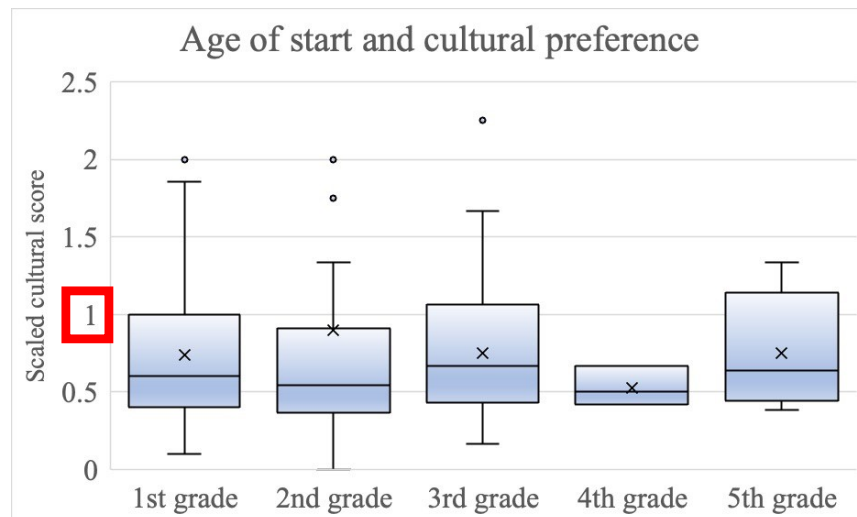 Age of start and cultural preference
Scaled cultural score
2.5
2
1.5
1
0.5
0
1st grade 2nd grade 3rd grade 4th grade 5th grade